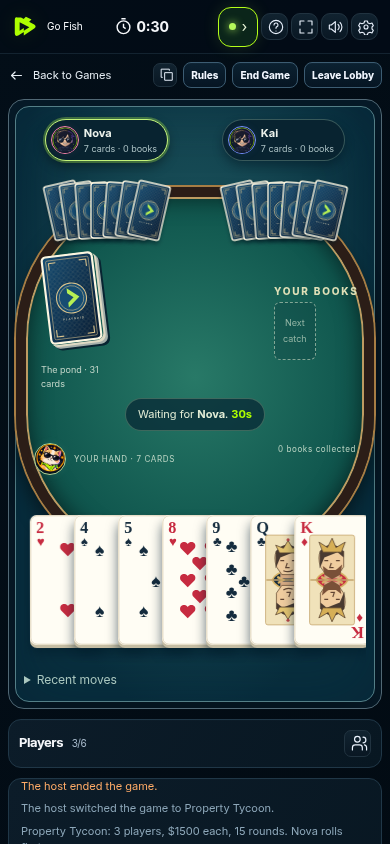 Go Fish
0:30
Back to Games
Rules
End Game
Leave Lobby
Nova
7 cards · 0 books
Kai
7 cards · 0 books
YOUR BOOKS
Next
catch
The pond · 31
cards
Waiting for Nova. 30s
0 books collected
YOUR HAND · 7 CARDS
2
4
5
8
9
Q
K
K
Recent moves
Players 3/6
The host ended the game.
The host switched the game to Property Tycoon.
Property Tycoon: 3 players, $1500 each, 15 rounds. Nova rolls